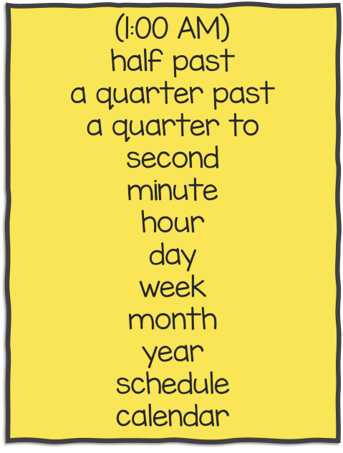 (1:00 AM)
half past
a quarter past
a quarter to
second
minute
hour
day
week
month
year
schedule
calendar